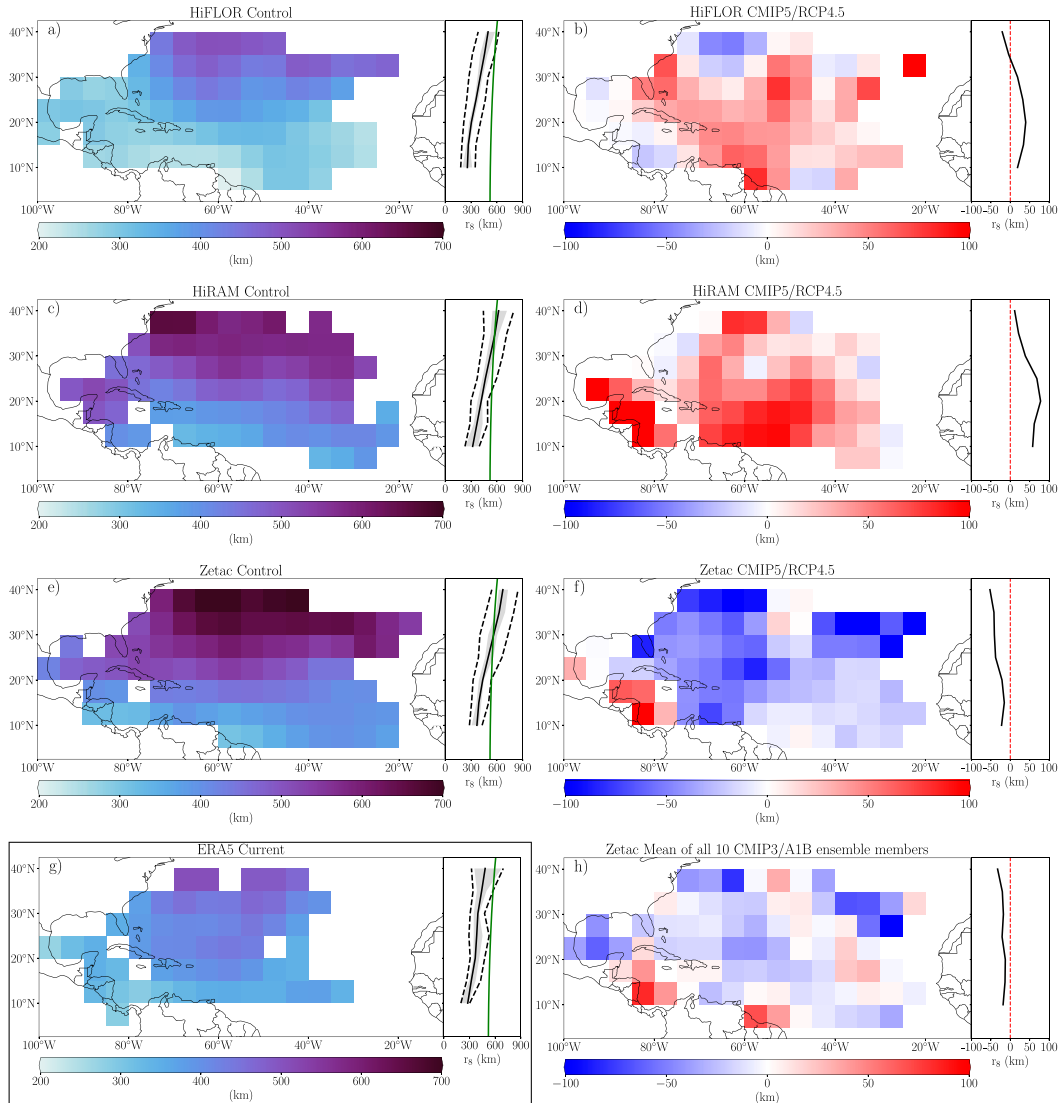 HiFLOR Control
a)
40°N
30°N
20°N
10°N
100°W 80°W 60°W 40°W 20°W
300 600 900
r₈ (km)
200 300 400 500 600 700
(km)
HiFLOR CMIP5/RCP4.5
b)
40°N
30°N
20°N
10°N
100°W 80°W 60°W 40°W 20°W
−100 −50 0 50 100
r₈ (km)
−100 −50 0 50 100
(km)
HiRAM Control
c)
40°N
30°N
20°N
10°N
100°W 80°W 60°W 40°W 20°W
300 600 900
r₈ (km)
200 300 400 500 600 700
(km)
HiRAM CMIP5/RCP4.5
d)
40°N
30°N
20°N
10°N
100°W 80°W 60°W 40°W 20°W
−100 −50 0 50 100
r₈ (km)
−100 −50 0 50 100
(km)
Zetac Control
e)
40°N
30°N
20°N
10°N
100°W 80°W 60°W 40°W 20°W
300 600 900
r₈ (km)
200 300 400 500 600 700
(km)
Zetac CMIP5/RCP4.5
f)
40°N
30°N
20°N
10°N
100°W 80°W 60°W 40°W 20°W
−100 −50 0 50 100
r₈ (km)
−100 −50 0 50 100
(km)
ERA5 Current
g)
40°N
30°N
20°N
10°N
100°W 80°W 60°W 40°W 20°W
300 600 900
r₈ (km)
200 300 400 500 600 700
(km)
Zetac Mean of all 10 CMIP3/A1B ensemble members
h)
40°N
30°N
20°N
10°N
100°W 80°W 60°W 40°W 20°W
−100 −50 0 50 100
r₈ (km)
−100 −50 0 50 100
(km)